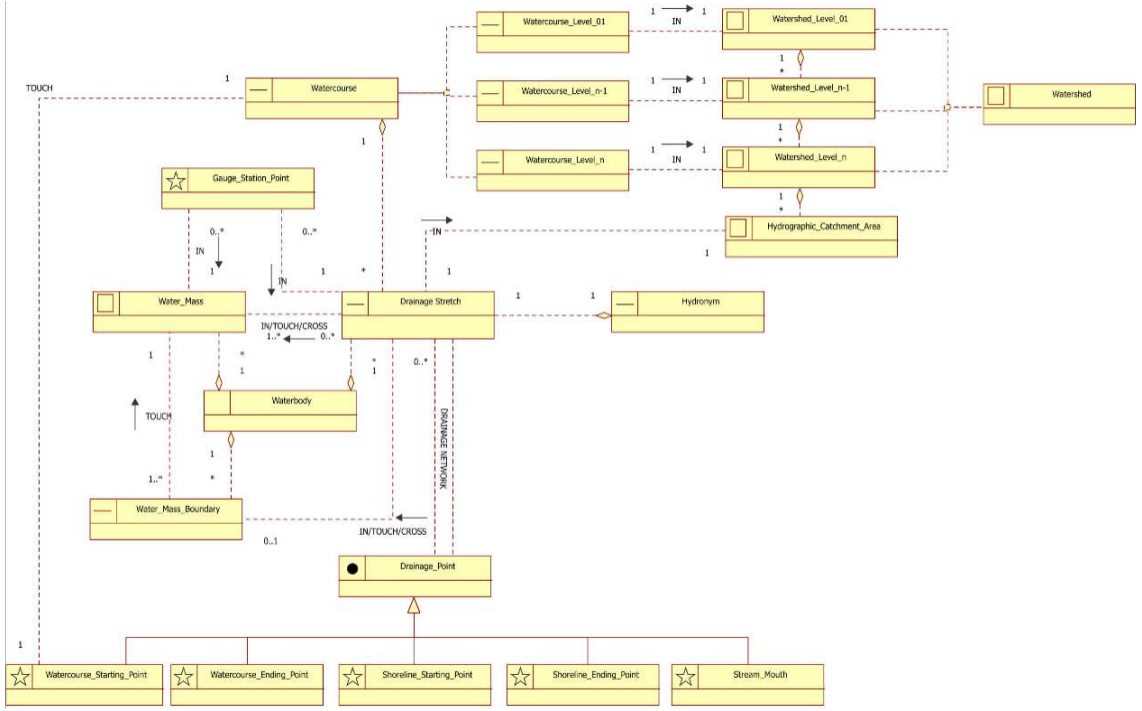 Watercourse_Level_01
1
1
IN
Watershed_Level_01
1
*
TOUCH
1
Watercourse
Watercourse_Level_n-1
1
1
IN
Watershed_Level_n-1
Watershed
1
*
1
Watercourse_Level_n
1
1
IN
Watershed_Level_n
Gauge_Station_Point
1
*
IN
Hydrographic_Catchment_Area
0..*
0..*
IN
1
1
1
*
1
IN
Water_Mass
Drainage Stretch
1
1
Hydronym
IN/TOUCH/CROSS
1..*
0..*
1
*
*
0..*
1
1
Waterbody
TOUCH
DRAINAGE NETWORK
1
1..*
*
Water_Mass_Boundary
IN/TOUCH/CROSS
0..1
Drainage_Point
1
Watercourse_Starting_Point
Watercourse_Ending_Point
Shoreline_Starting_Point
Shoreline_Ending_Point
Stream_Mouth